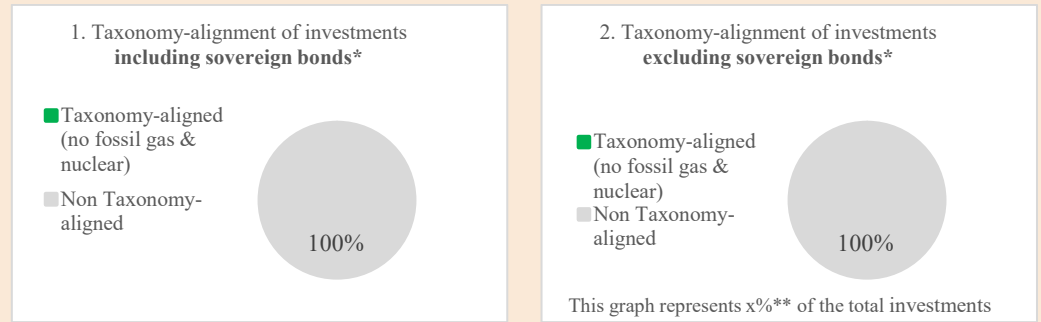 1. Taxonomy-alignment of investments
including sovereign bonds*
Taxonomy-aligned
(no fossil gas &
nuclear)
Non Taxonomy-
aligned
100%
2. Taxonomy-alignment of investments
excluding sovereign bonds*
Taxonomy-aligned
(no fossil gas &
nuclear)
Non Taxonomy-
aligned
100%
This graph represents x%** of the total investments